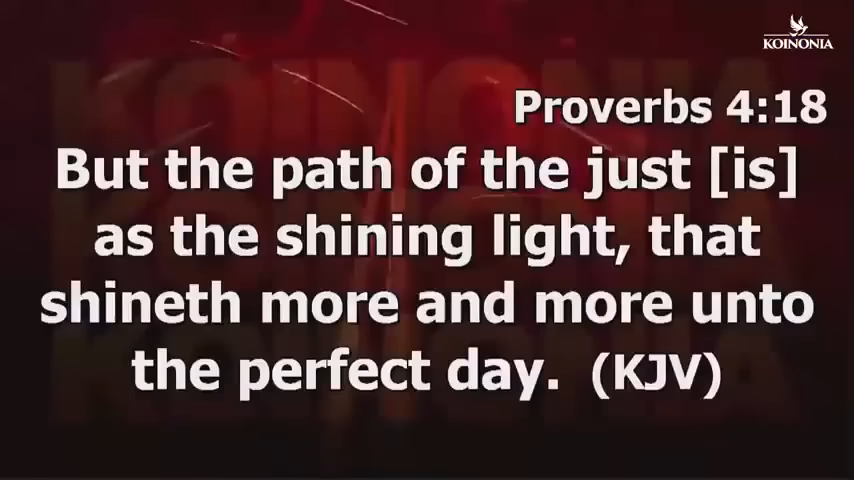 KOINONIA
Proverbs 4:18
But the path of the just [is]
as the shining light, that
shineth more and more unto
the perfect day. (KJV)